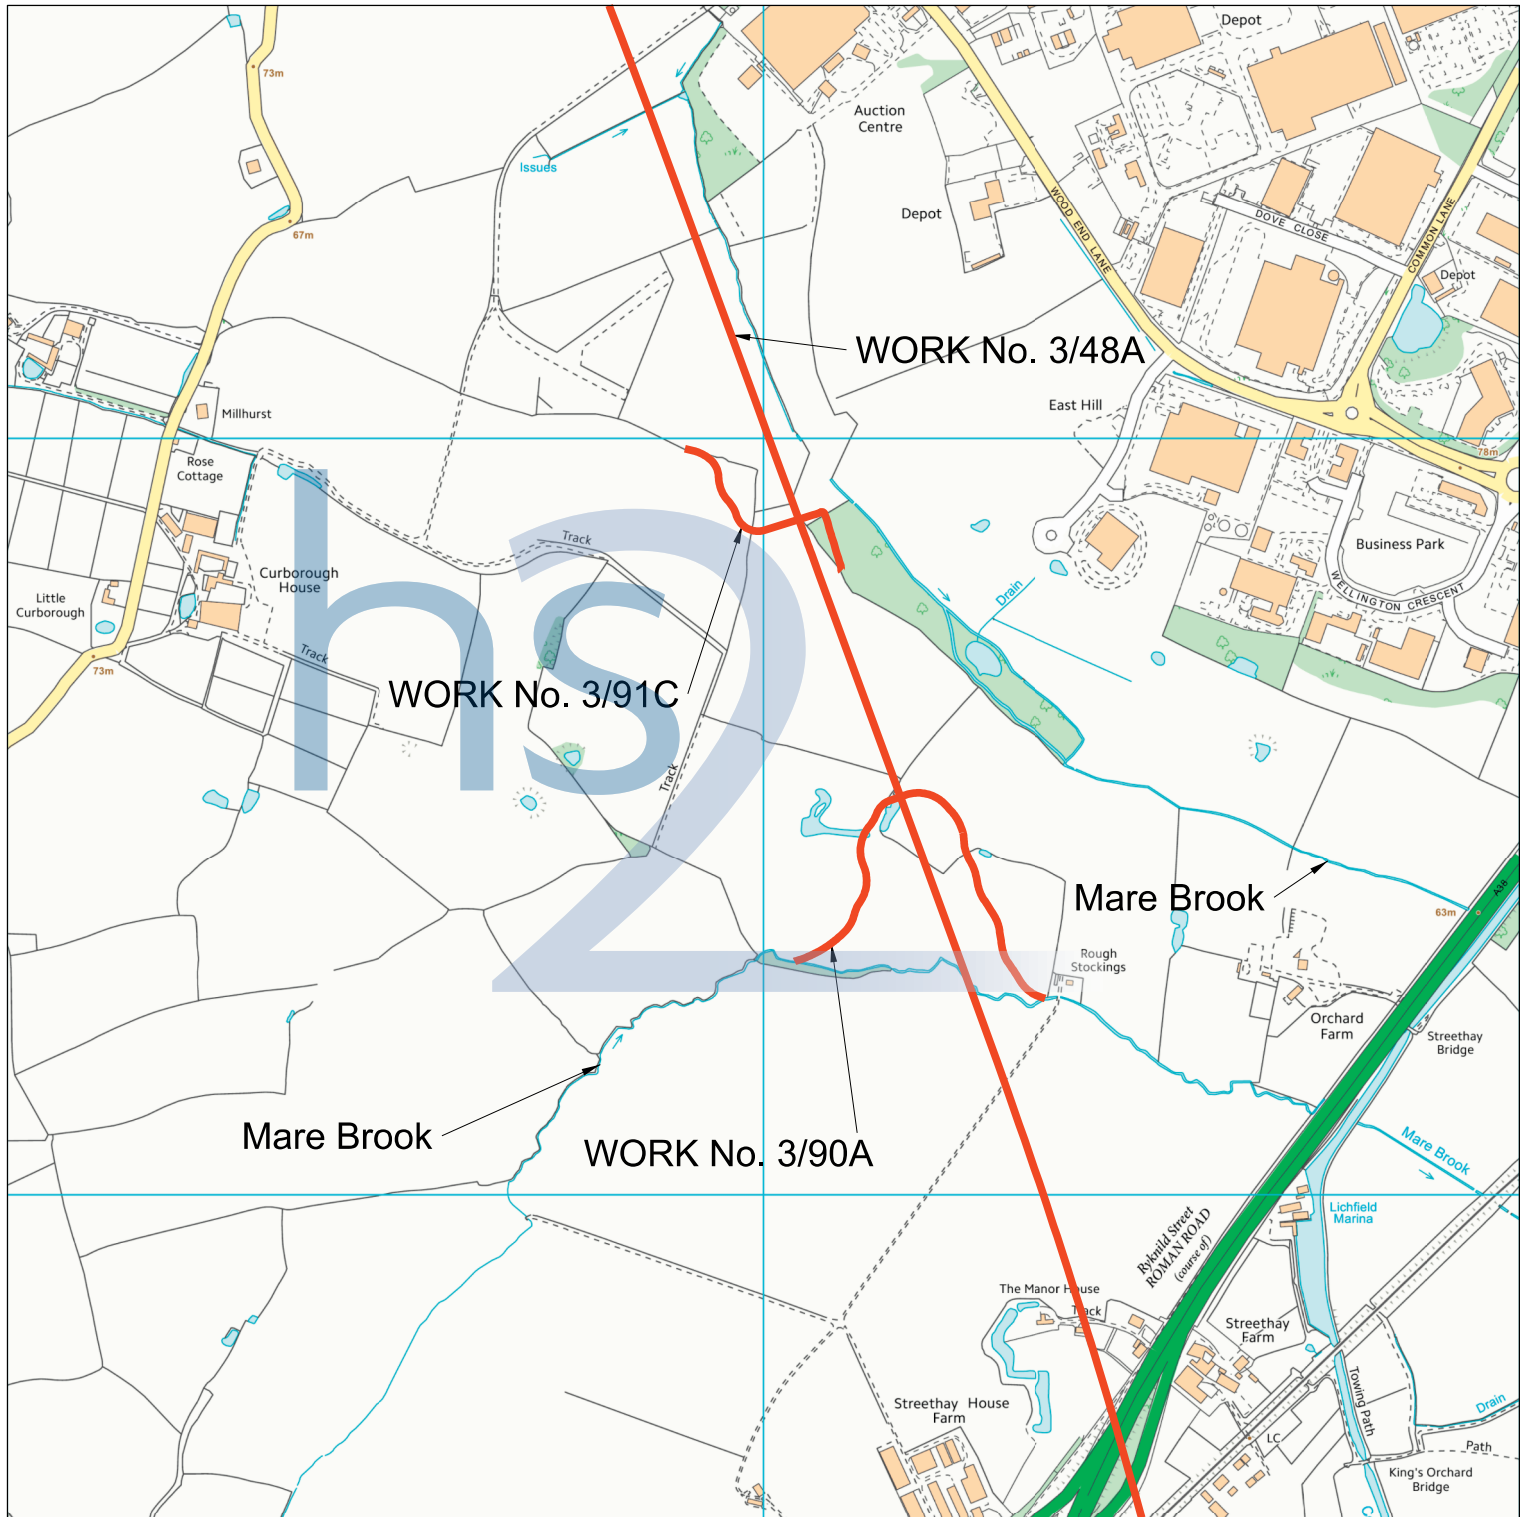 Depot
73m
Auction
Centre
Issues
Depot
67m
WOOD END LANE
DOVE CLOSE
COMMON LANE
Depot
WORK No. 3/48A
Millhurst
East Hill
78m
Rose
Cottage
Track
Business Park
Curborough
House
Little
Curborough
Drain
WELLINGTON CRESCENT
73m
Track
WORK No. 3/91C
hs2
Track
A38
Mare Brook
63m
Rough
Stockings
Orchard
Farm
Streethay
Bridge
Mare Brook
WORK No. 3/90A
Mare Brook
Lichfield
Marina
Ryknild Street
ROMAN ROAD
(course of)
The Manor House
Track
Streethay
Farm
Streethay House
Farm
Towing Path
Drain
LC
Path
King's Orchard
Bridge